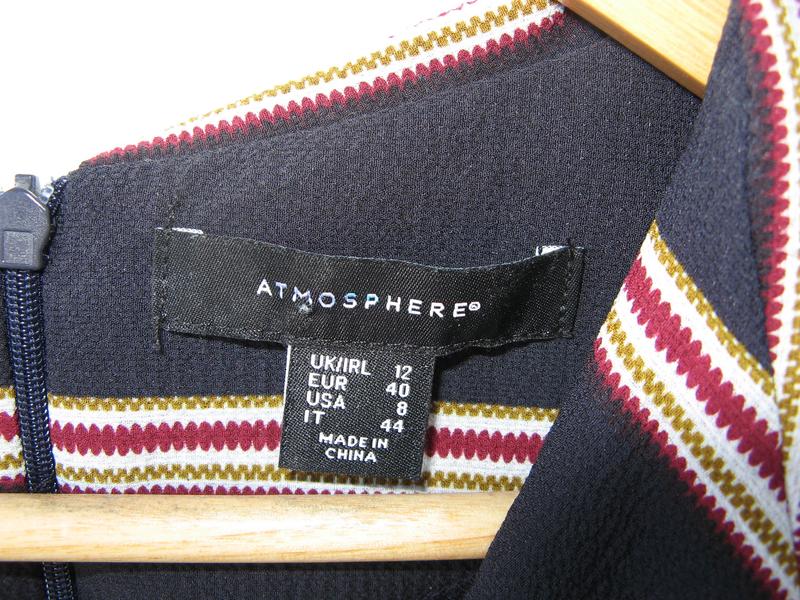 ATMOSPHERE®
UK/IRL 12
EUR 40
USA 8
IT 44
MADE IN
CHINA